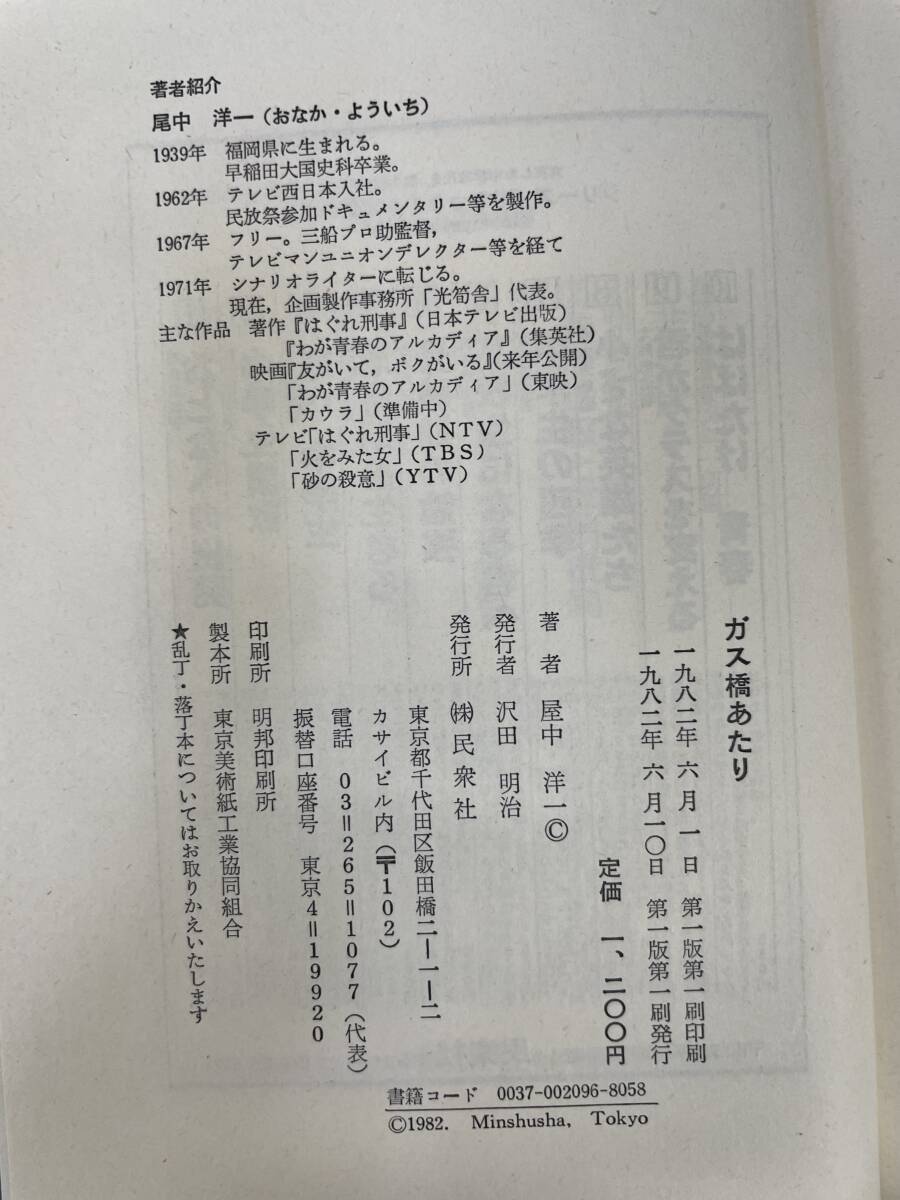 著者紹介
尾中　洋一（おなか・よういち）
1939年　福岡県に生まれる。
早稲田大国史科卒業。
1962年　テレビ西日本入社。
民放祭参加ドキュメンタリー等を製作。
1967年　フリー。三船プロ助監督，
テレビマンユニオンデレクター等を経て
1971年　シナリオライターに転じる。
現在，企画製作事務所「光筍舎」代表。
主な作品　著作『はぐれ刑事』（日本テレビ出版）
『わが青春のアルカディア』（集英社）
映画『友がいて，ボクがいる』（来年公開）
「わが青春のアルカディア」（東映）
「カウラ」（準備中）
テレビ「はぐれ刑事」（ＮＴＶ）
「火をみた女」（ＴＢＳ）
「砂の殺意」（ＹＴＶ）
ガス橋あたり
一九八二年　六月　一日　第一版第一刷印刷
一九八二年　六月一〇日　第一版第一刷発行
定価　一、二〇〇円
著　者　屋中　洋一©
発行者　沢田　明治
発行所　㈱民衆社
東京都千代田区飯田橋二ー一ー二
カサイビル内（〒102）
電話　03＝265＝1077（代表）
振替口座番号　東京4＝19920
印刷所　明邦印刷所
製本所　東京美術紙工業協同組合
★乱丁・落丁本についてはお取りかえいたします
書籍コード　0037-002096-8058
©1982.　Minshusha, Tokyo